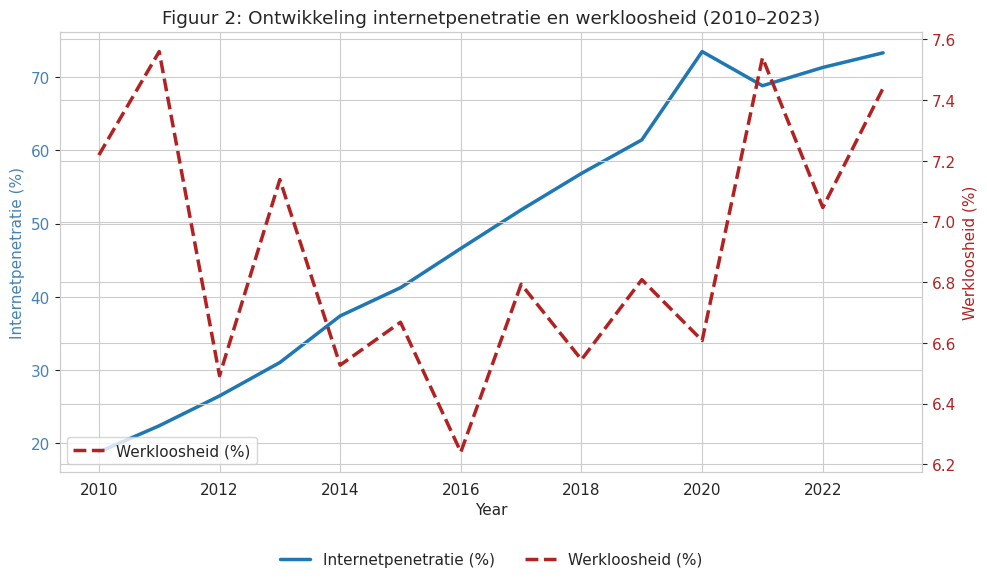 Figuur 2: Ontwikkeling internetpenetratie en werkloosheid (2010–2023)
Internetpenetratie (%)
70
60
50
40
30
20
7.6
7.4
7.2
7.0
6.8
6.6
6.4
6.2
Werkloosheid (%)
Werkloosheid (%)
2010 2012 2014 2016 2018 2020 2022
Year
Internetpenetratie (%) Werkloosheid (%)